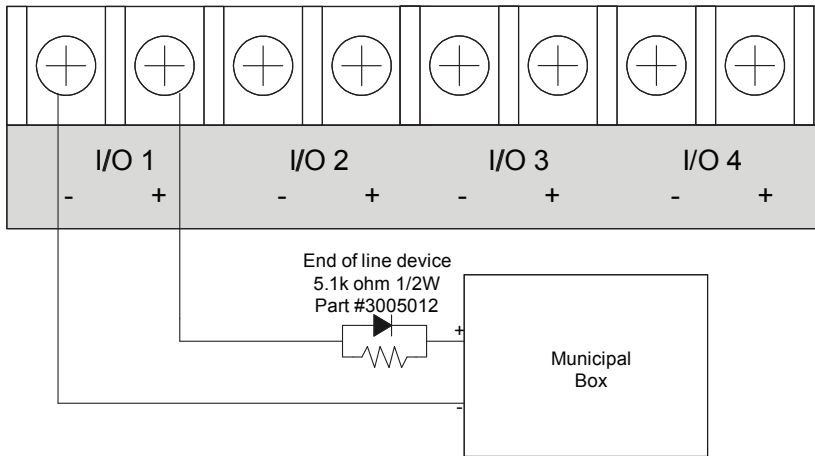 I/O 1 I/O 2 I/O 3 I/O 4
- + - + - + - +
End of line device
5.1k ohm 1/2W
Part #3005012
+
Municipal
Box
-